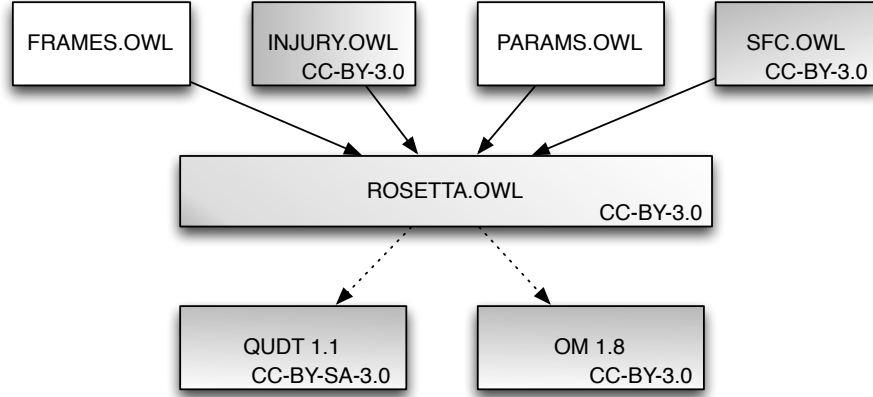 FRAMES.OWL
INJURY.OWL
CC-BY-3.0
PARAMS.OWL
SFC.OWL
CC-BY-3.0
ROSETTA.OWL
CC-BY-3.0
QUDT 1.1
CC-BY-SA-3.0
OM 1.8
CC-BY-3.0